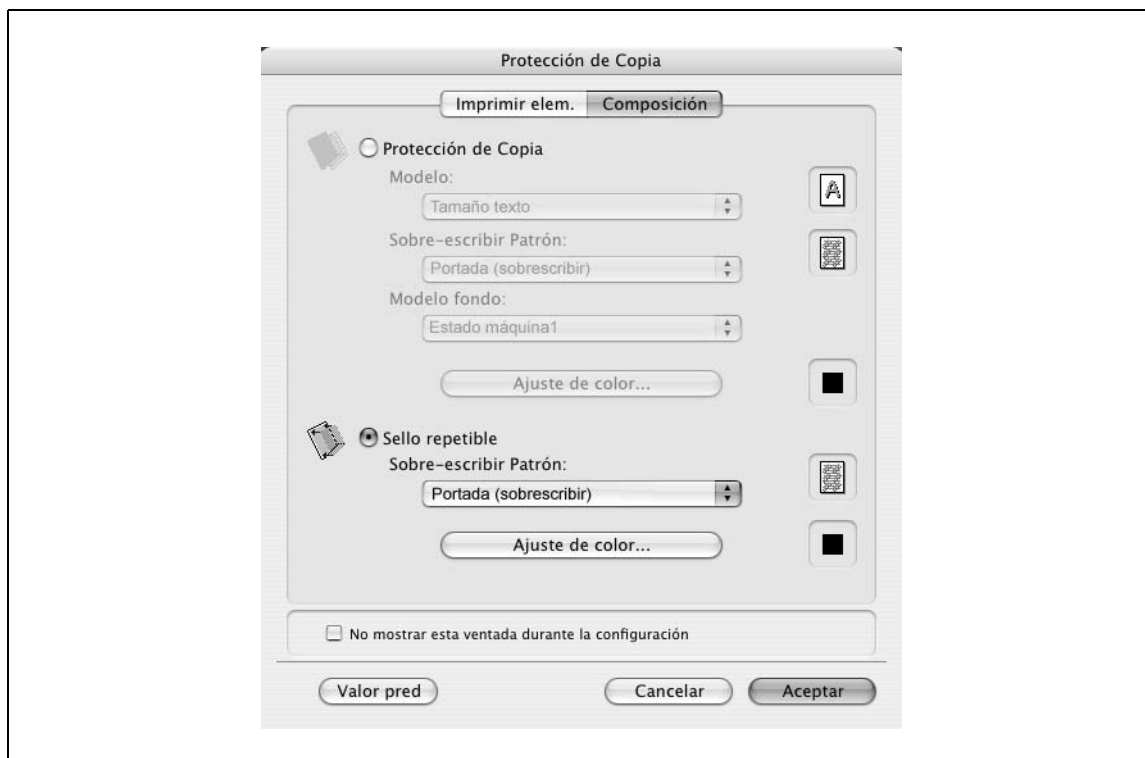 Protección de Copia
Imprimir elem. Composición
Protección de Copia
Modelo:
A
Tamaño texto
Sobre-escribir Patrón:
Portada (sobrescribir)
Modelo fondo:
Estado máquina1
Ajuste de color...
Sello repetible
Sobre-escribir Patrón:
Portada (sobrescribir)
Ajuste de color...
No mostrar esta ventada durante la configuración
Valor pred Cancelar Aceptar